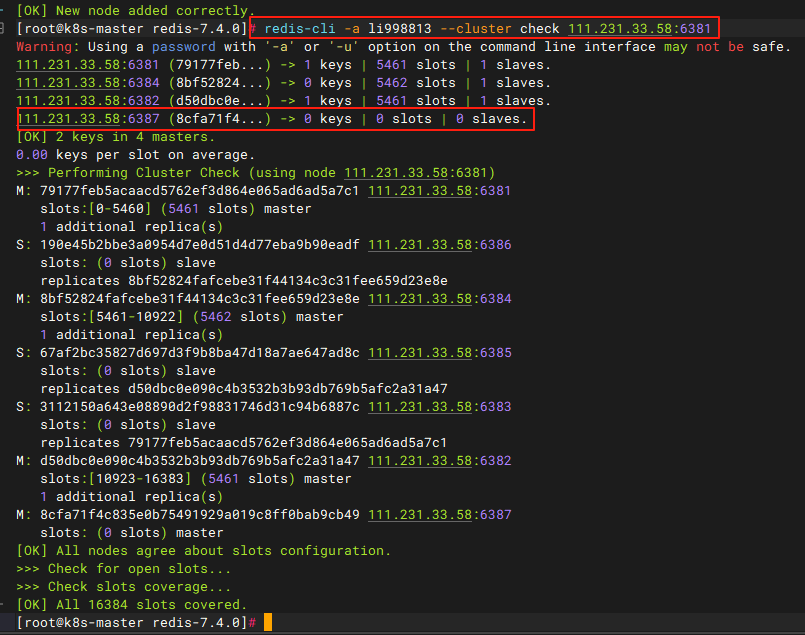 [OK] New node added correctly.
[root@k8s-master redis-7.4.0]# redis-cli -a li998813 --cluster check 111.231.33.58:6381
Warning: Using a password with '-a' or '-u' option on the command line interface may not be safe.
111.231.33.58:6381 (79177feb...) -> 1 keys | 5461 slots | 1 slaves.
111.231.33.58:6384 (8bf52824...) -> 0 keys | 5462 slots | 1 slaves.
111.231.33.58:6382 (d50dbc0e...) -> 1 keys | 5461 slots | 1 slaves.
111.231.33.58:6387 (8cfa71f4...) -> 0 keys | 0 slots | 0 slaves.
[OK] 2 keys in 4 masters.
0.00 keys per slot on average.
>>> Performing Cluster Check (using node 111.231.33.58:6381)
M: 79177feb5acaacd5762ef3d864e065ad6ad5a7c1 111.231.33.58:6381
   slots:[0-5460] (5461 slots) master
   1 additional replica(s)
S: 190e45b2bbe3a0954d7e0d51d4d77eba9b90eadf 111.231.33.58:6386
   slots: (0 slots) slave
   replicates 8bf52824fafcebe31f44134c3c31fee659d23e8e
M: 8bf52824fafcebe31f44134c3c31fee659d23e8e 111.231.33.58:6384
   slots:[5461-10922] (5462 slots) master
   1 additional replica(s)
S: 67af2bc35827d697d3f9b8ba47d18a7ae647ad8c 111.231.33.58:6385
   slots: (0 slots) slave
   replicates d50dbc0e090c4b3532b3b93db769b5afc2a31a47
S: 3112150a643e08890d2f98831746d31c94b6887c 111.231.33.58:6383
   slots: (0 slots) slave
   replicates 79177feb5acaacd5762ef3d864e065ad6ad5a7c1
M: d50dbc0e090c4b3532b3b93db769b5afc2a31a47 111.231.33.58:6382
   slots:[10923-16383] (5461 slots) master
   1 additional replica(s)
M: 8cfa71f4c835e0b75491929a019c8ff0bab9cb49 111.231.33.58:6387
   slots: (0 slots) master
[OK] All nodes agree about slots configuration.
>>> Check for open slots...
>>> Check slots coverage...
[OK] All 16384 slots covered.
[root@k8s-master redis-7.4.0]#